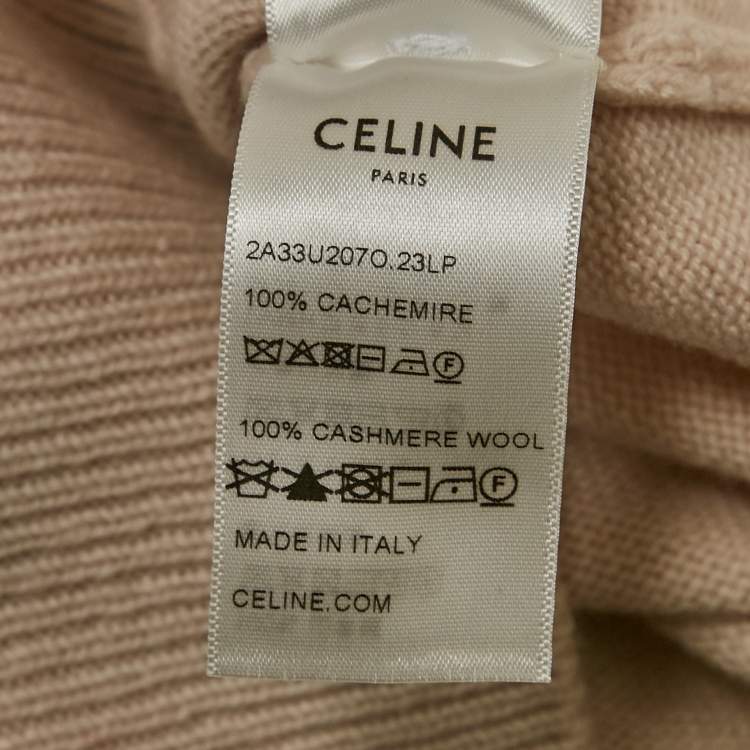 CELINE
PARIS
2A33U207O.23LP
100% CACHEMIRE
F
100% CASHMERE WOOL
F
MADE IN ITALY
CELINE.COM